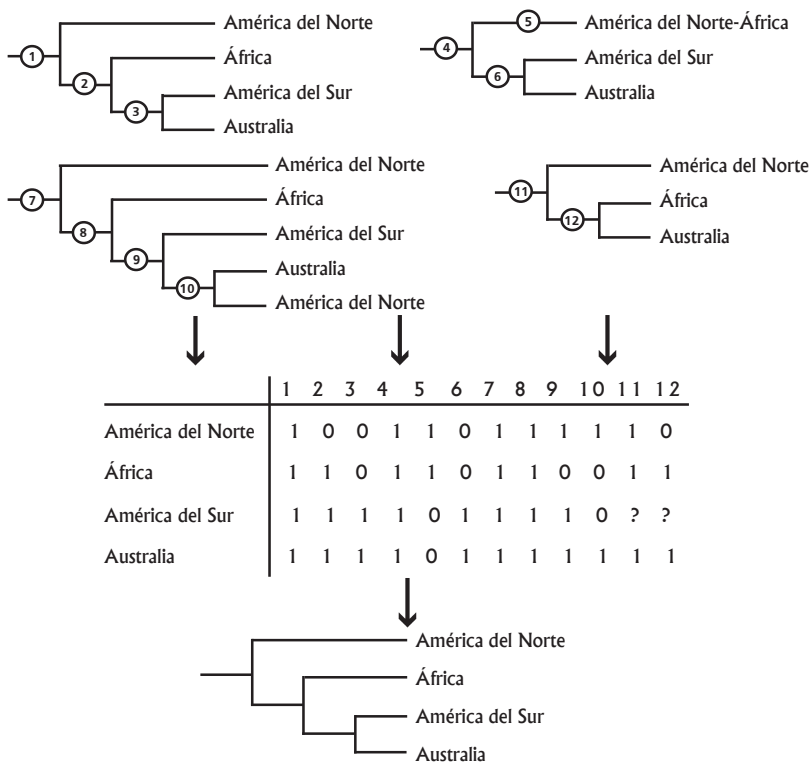 América del Norte
1
África
2
América del Sur
3
Australia
5
América del Norte-África
4
América del Sur
6
Australia
América del Norte
7
África
8
América del Sur
9
Australia
10
América del Norte
América del Norte
11
África
12
Australia
1 2 3 4 5 6 7 8 9 10 11 12
América del Norte 1 0 0 1 1 0 1 1 1 1 1 0
África 1 1 0 1 1 0 1 1 0 0 1 1
América del Sur 1 1 1 1 0 1 1 1 1 0 ? ?
Australia 1 1 1 1 0 1 1 1 1 1 1 1
América del Norte
África
América del Sur
Australia